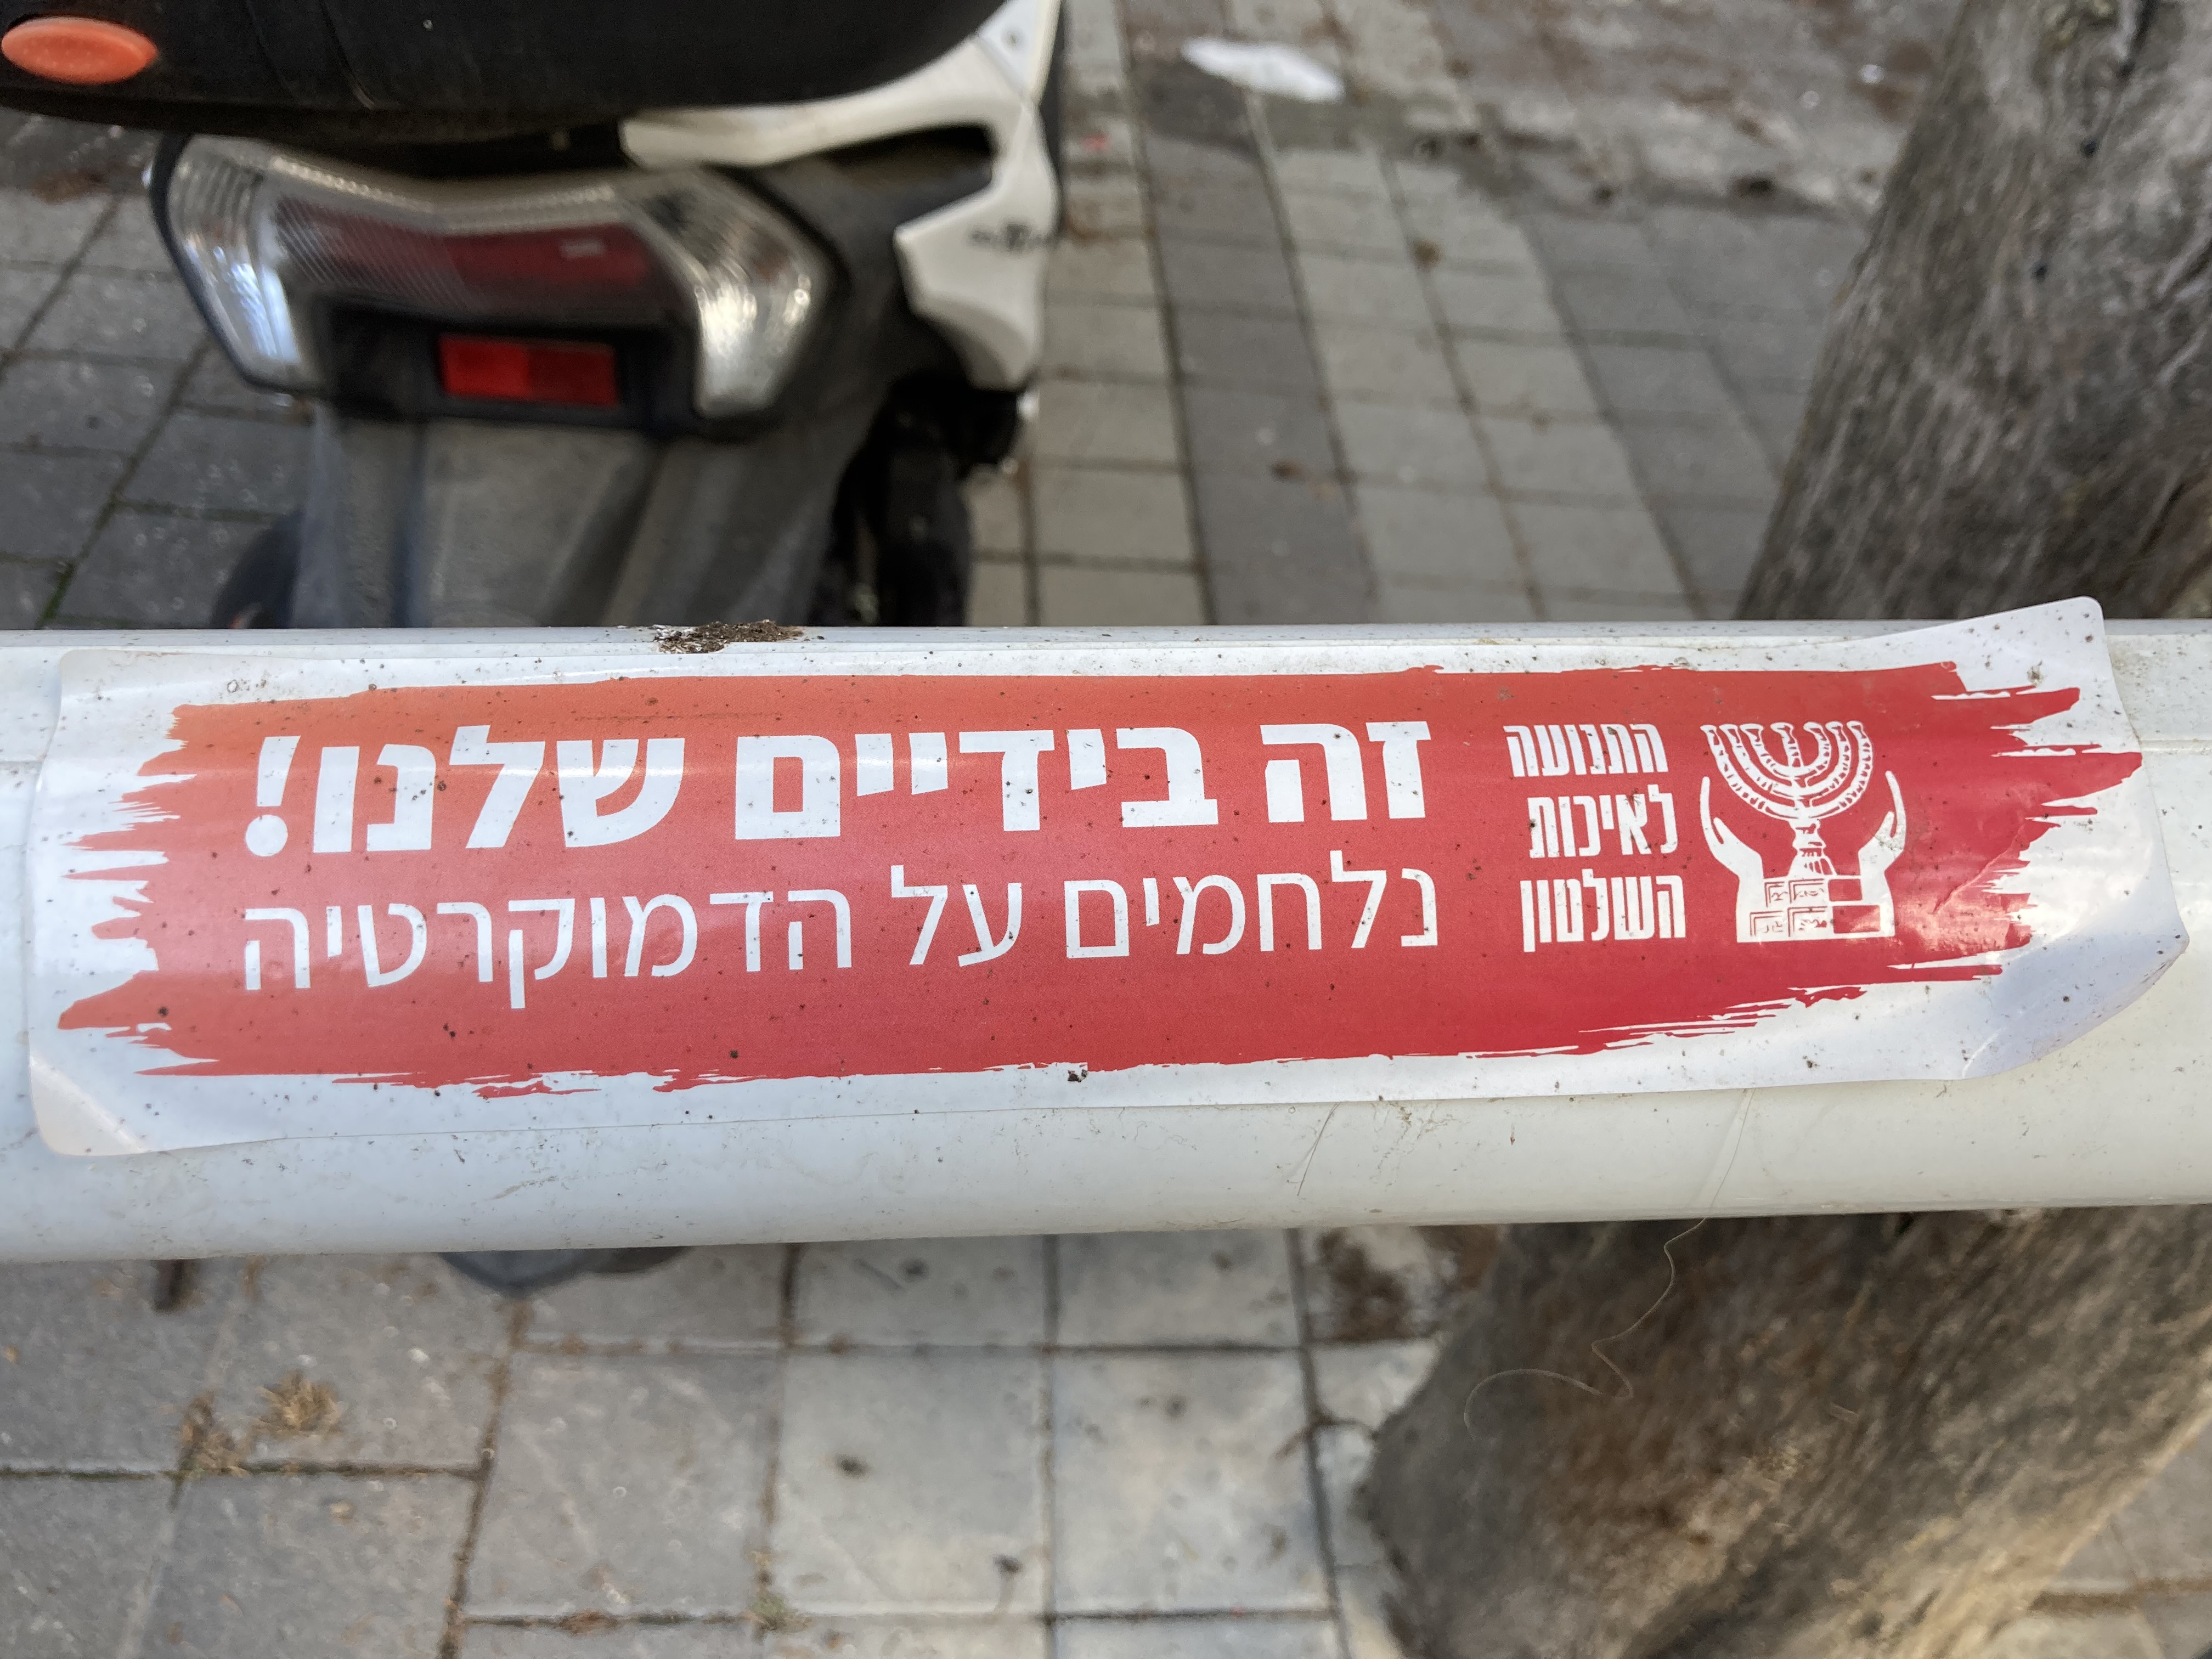 התנועה
לאיכות
השלטון
זה בידיים שלנו!
נלחמים על הדמוקרטיה